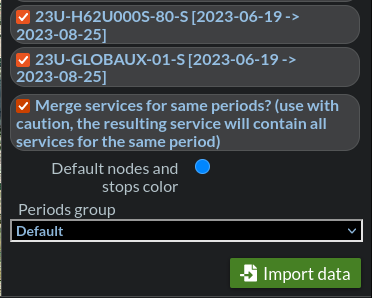 23U-H62U000S-80-S [2023-06-19 ->
2023-08-25]
23U-GLOBAUX-01-S [2023-06-19 ->
2023-08-25]
Merge services for same periods? (use with
caution, the resulting service will contain all
services for the same period)
Default nodes and
stops color
Periods group
Default
Import data